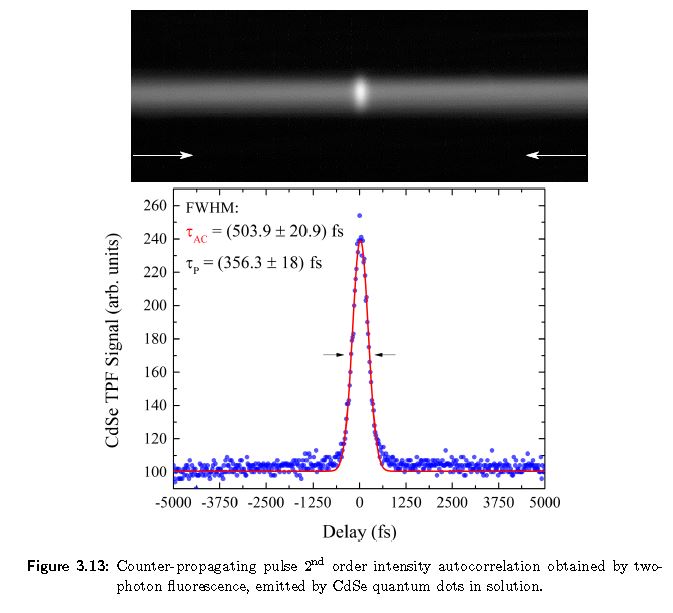 FWHM:
τAC = (503.9 ± 20.9) fs
τP = (356.3 ± 18) fs
CdSe TPF Signal (arb. units)
260
240
220
200
180
160
140
120
100
-5000 -3750 -2500 -1250 0 1250 2500 3750 5000
Delay (fs)
Figure 3.13: Counter-propagating pulse 2nd order intensity autocorrelation obtained by two-
photon fluorescence, emitted by CdSe quantum dots in solution.